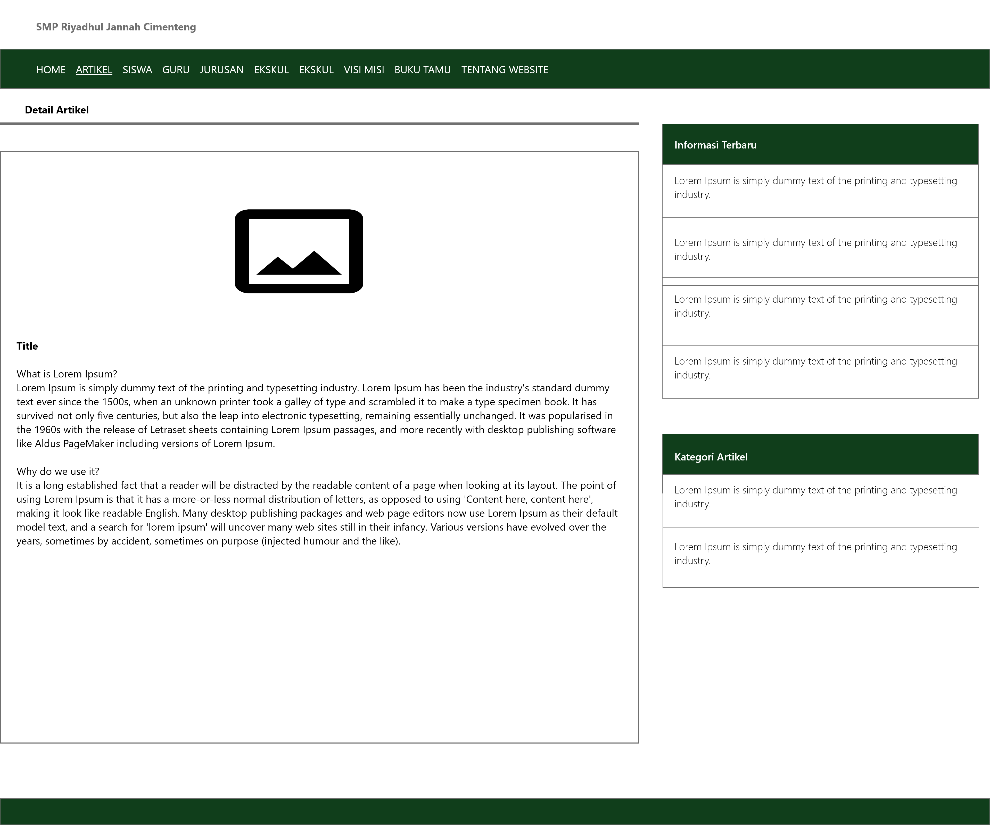 SMP Riyadhul Jannah Cimenteng
HOME ARTIKEL SISWA GURU JURUSAN EKSKUL EKSKUL VISI MISI BUKU TAMU TENTANG WEBSITE
Detail Artikel
Title
What is Lorem Ipsum?
Lorem Ipsum is simply dummy text of the printing and typesetting industry. Lorem Ipsum has been the industry's standard dummy
text ever since the 1500s, when an unknown printer took a galley of type and scrambled it to make a type specimen book. It has
survived not only five centuries, but also the leap into electronic typesetting, remaining essentially unchanged. It was popularised in
the 1960s with the release of Letraset sheets containing Lorem Ipsum passages, and more recently with desktop publishing software
like Aldus PageMaker including versions of Lorem Ipsum.
Why do we use it?
It is a long established fact that a reader will be distracted by the readable content of a page when looking at its layout. The point of
using Lorem Ipsum is that it has a more-or-less normal distribution of letters, as opposed to using 'Content here, content here',
making it look like readable English. Many desktop publishing packages and web page editors now use Lorem Ipsum as their default
model text, and a search for 'lorem ipsum' will uncover many web sites still in their infancy. Various versions have evolved over the
years, sometimes by accident, sometimes on purpose (injected humour and the like).
Informasi Terbaru
Lorem Ipsum is simply dummy text of the printing and typesetting
industry.
Lorem Ipsum is simply dummy text of the printing and typesetting
industry.
Lorem Ipsum is simply dummy text of the printing and typesetting
industry.
Lorem Ipsum is simply dummy text of the printing and typesetting
industry.
Kategori Artikel
Lorem Ipsum is simply dummy text of the printing and typesetting
industry.
Lorem Ipsum is simply dummy text of the printing and typesetting
industry.